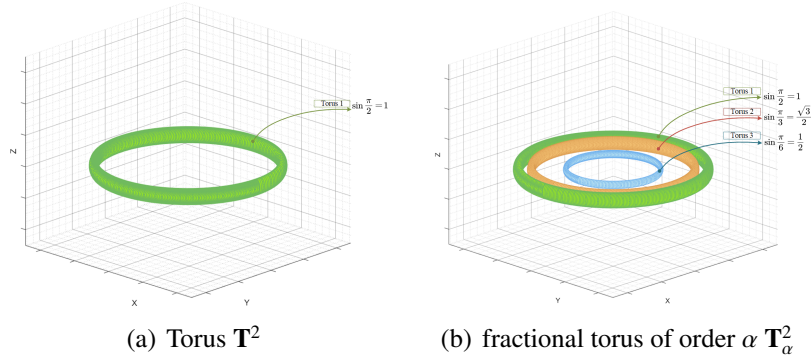 Torus 1
sin π/2 = 1
Z
X
Y
(a) Torus T²
Torus 1
sin π/2 = 1
Torus 2
sin π/3 = √3/2
Torus 3
sin π/6 = 1/2
Z
Y
X
(b) fractional torus of order α T²_α